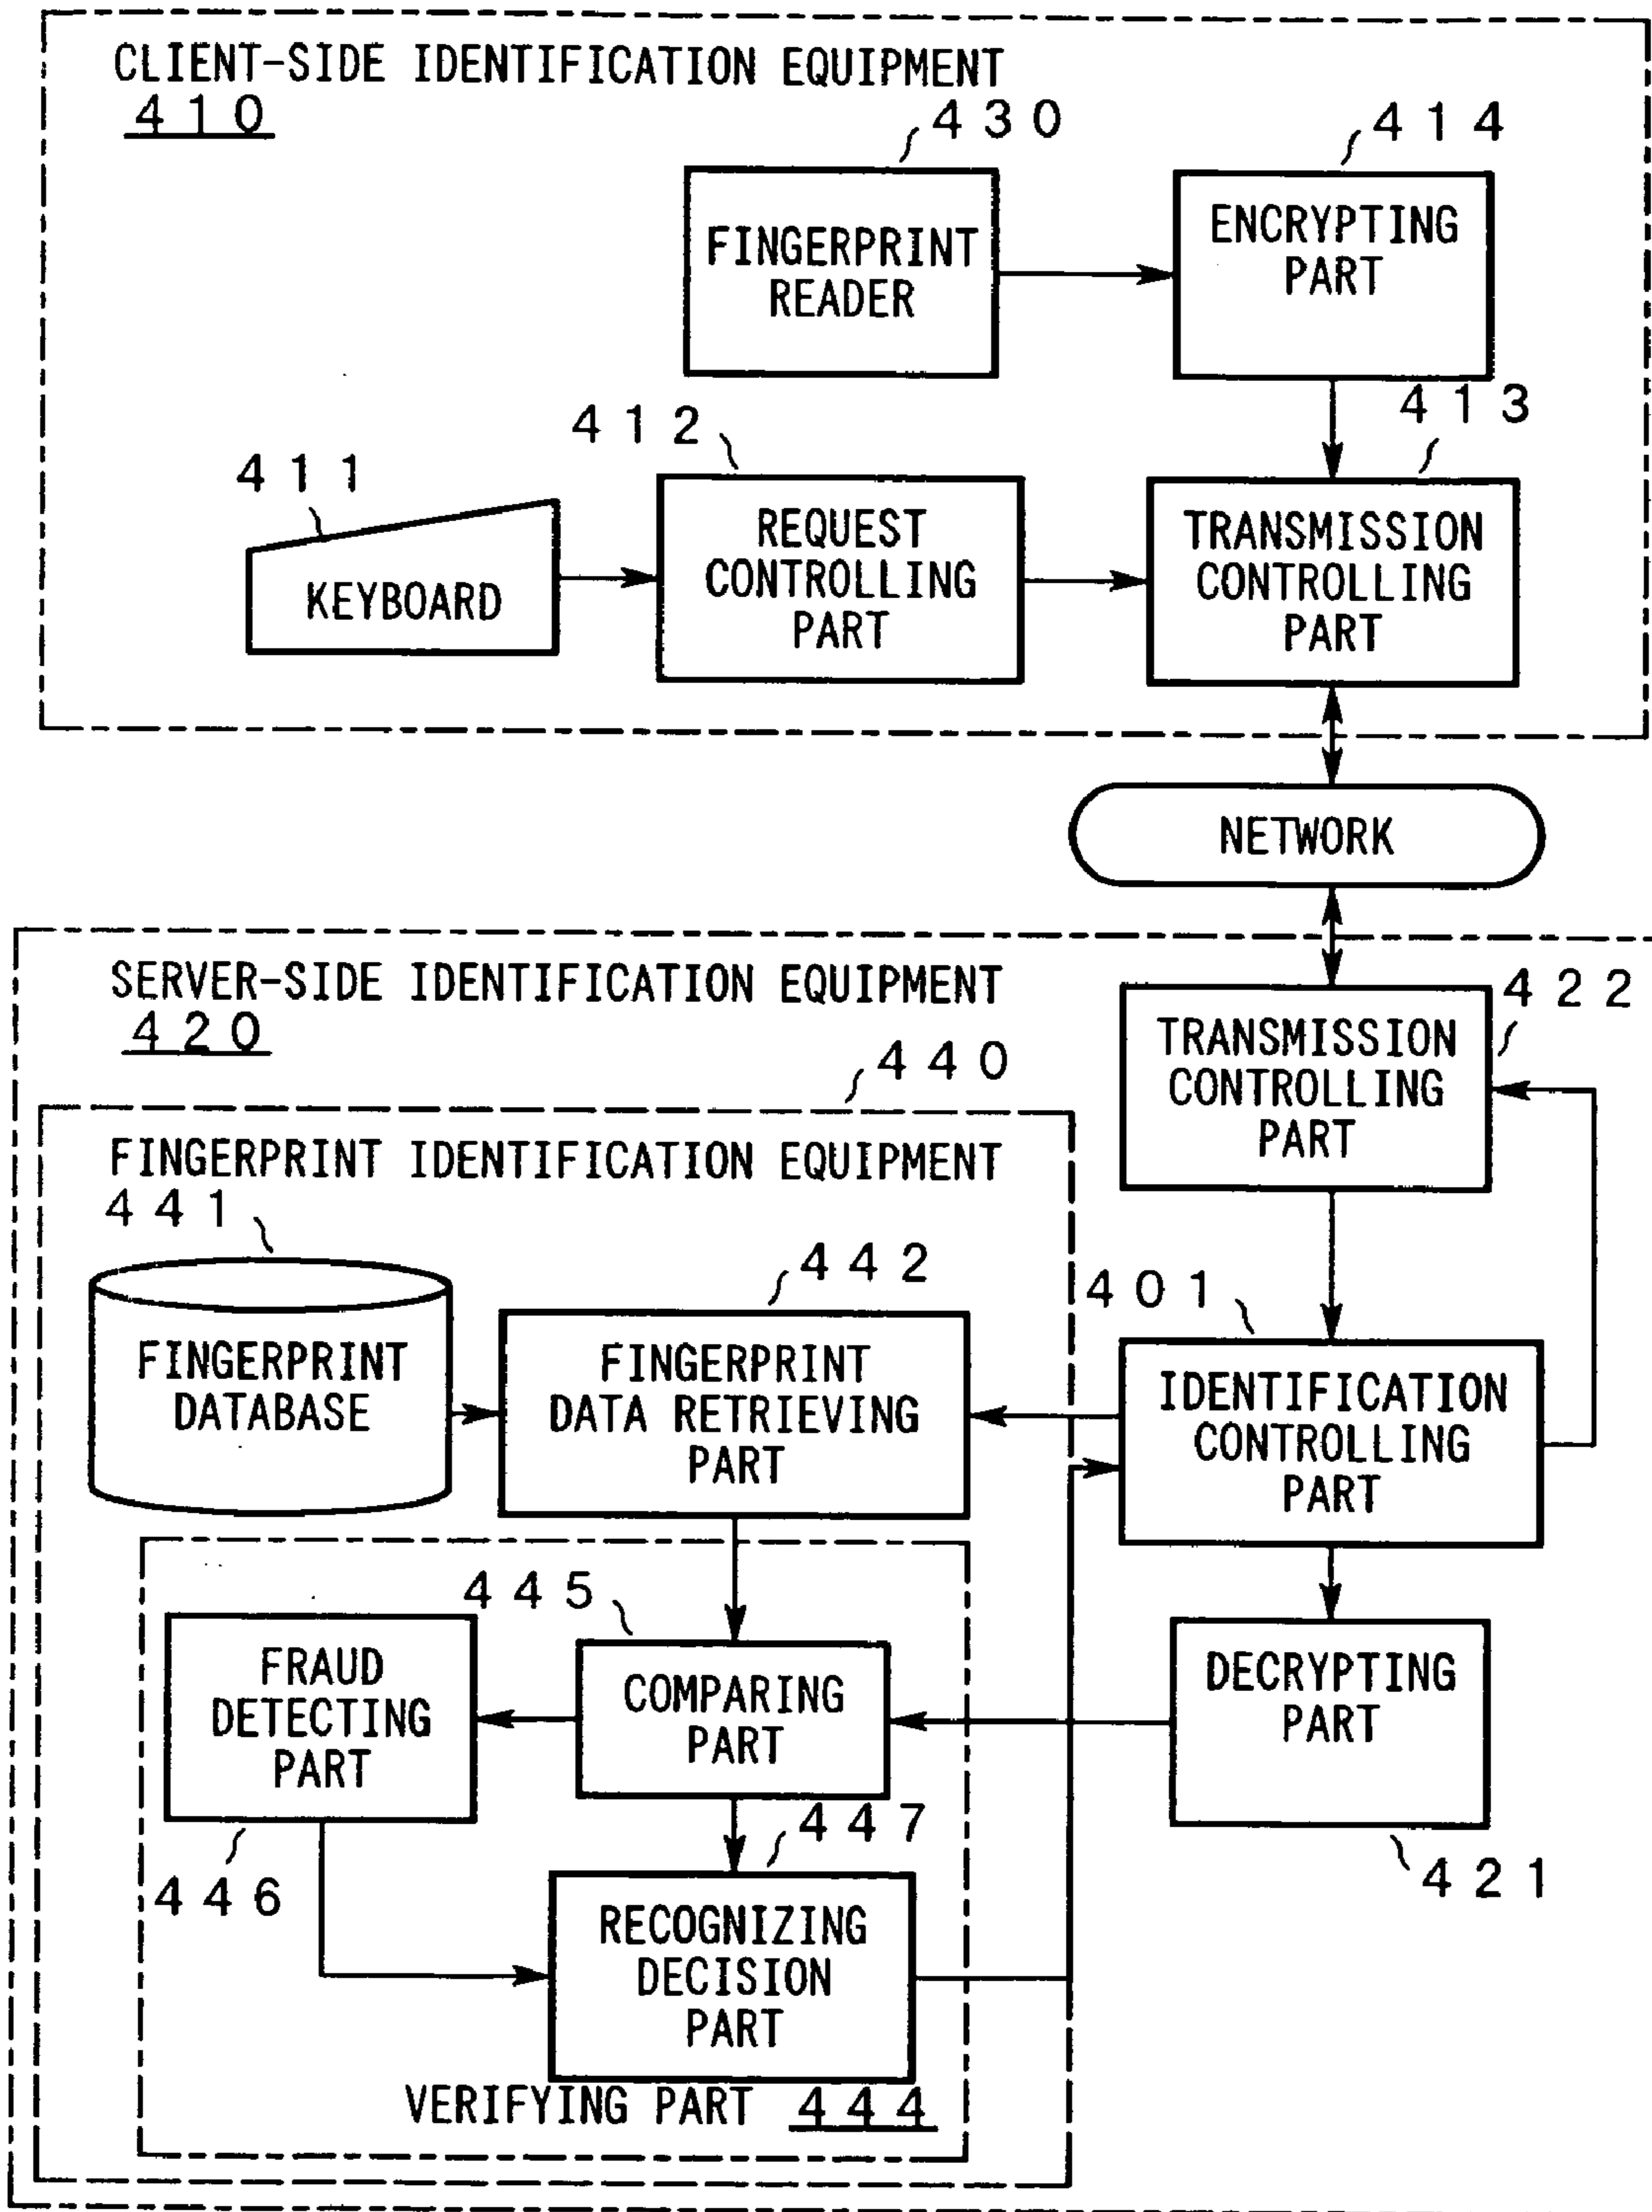 CLIENT-SIDE IDENTIFICATION EQUIPMENT
410
430
414
FINGERPRINT
READER
ENCRYPTING
PART
412
413
411
KEYBOARD
REQUEST
CONTROLLING
PART
TRANSMISSION
CONTROLLING
PART
NETWORK
SERVER-SIDE IDENTIFICATION EQUIPMENT
420
422
TRANSMISSION
CONTROLLING
PART
440
FINGERPRINT IDENTIFICATION EQUIPMENT
441
442
401
FINGERPRINT
DATABASE
FINGERPRINT
DATA RETRIEVING
PART
IDENTIFICATION
CONTROLLING
PART
445
FRAUD
DETECTING
PART
COMPARING
PART
DECRYPTING
PART
447
446
421
RECOGNIZING
DECISION
PART
VERIFYING PART 444